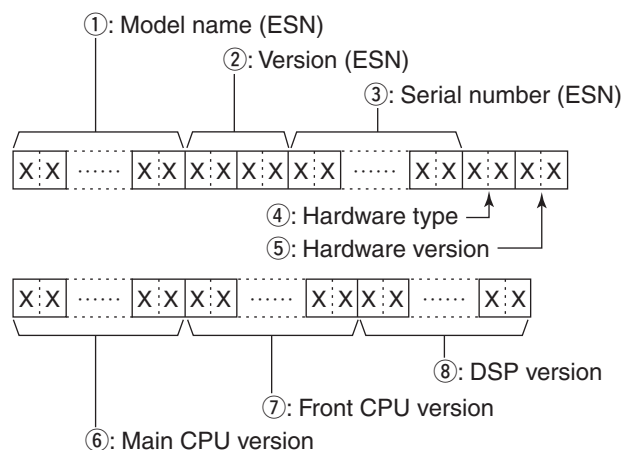 ①: Model name (ESN)
②: Version (ESN)
③: Serial number (ESN)
X X ...... X X X X X X X X ...... X X X X X X
④: Hardware type
⑤: Hardware version
X X ...... X X X X ...... X X X X ...... X X
⑧: DSP version
⑦: Front CPU version
⑥: Main CPU version